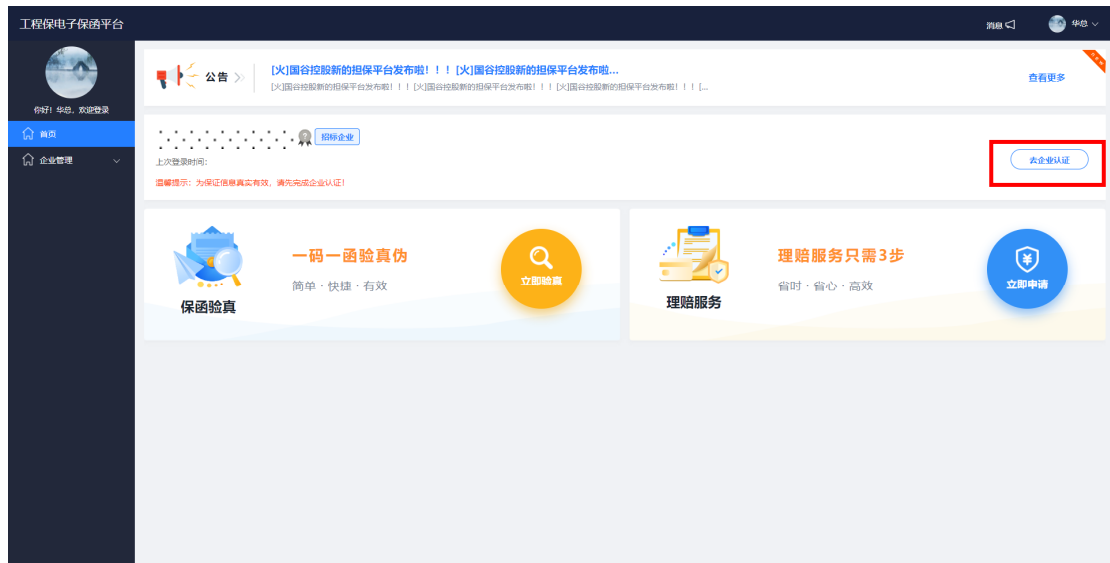 工程保电子保函平台
消息
华总
你好! 华总, 欢迎登录
首页
企业管理
公告
[火]国谷控股新的担保平台发布啦！！！[火]国谷控股新的担保平台发布啦...
[火]国谷控股新的担保平台发布啦！！！[火]国谷控股新的担保平台发布啦！！！[火]国谷控股新的担保平台发布啦！！！[...
查看更多
NEW
招标企业
上次登录时间:
温馨提示: 为保证信息真实有效, 请先完成企业认证!
去企业认证
保函验真
一码一函验真伪
简单 · 快捷 · 有效
立即验真
理赔服务
理赔服务只需3步
省时 · 省心 · 高效
立即申请